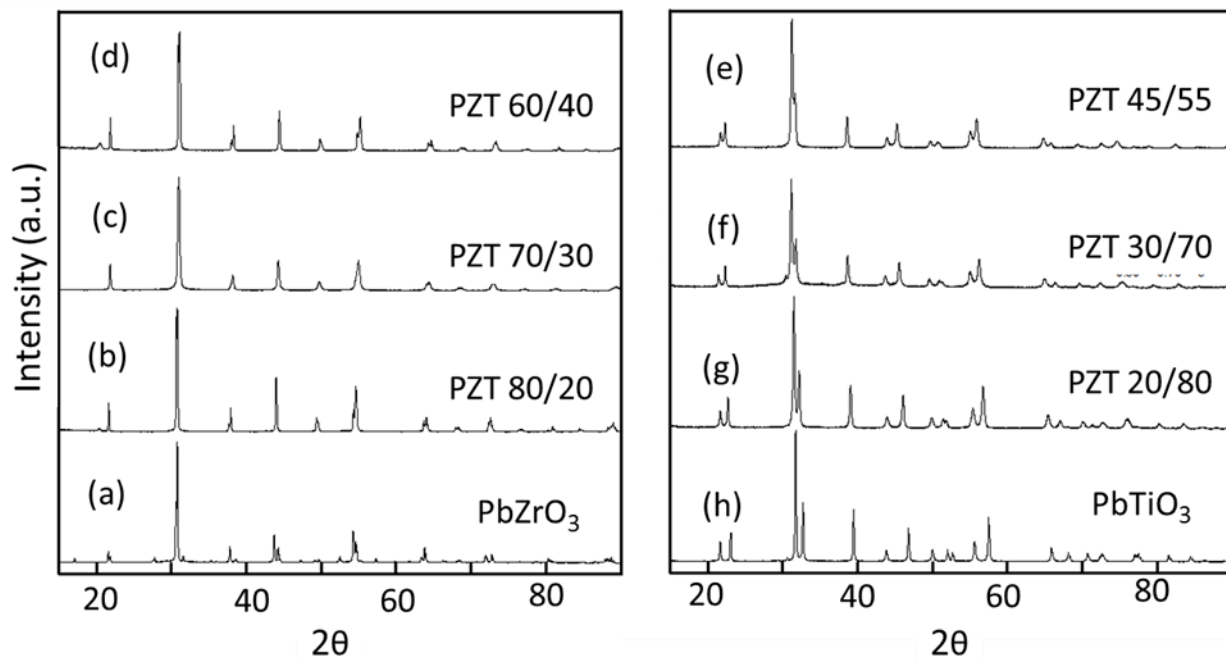 Intensity (a.u.)
(d)
PZT 60/40
(c)
PZT 70/30
(b)
PZT 80/20
(a)
PbZrO₃
20 40 60 80
2θ
(e)
PZT 45/55
(f)
PZT 30/70
(g)
PZT 20/80
(h)
PbTiO₃
20 40 60 80
2θ